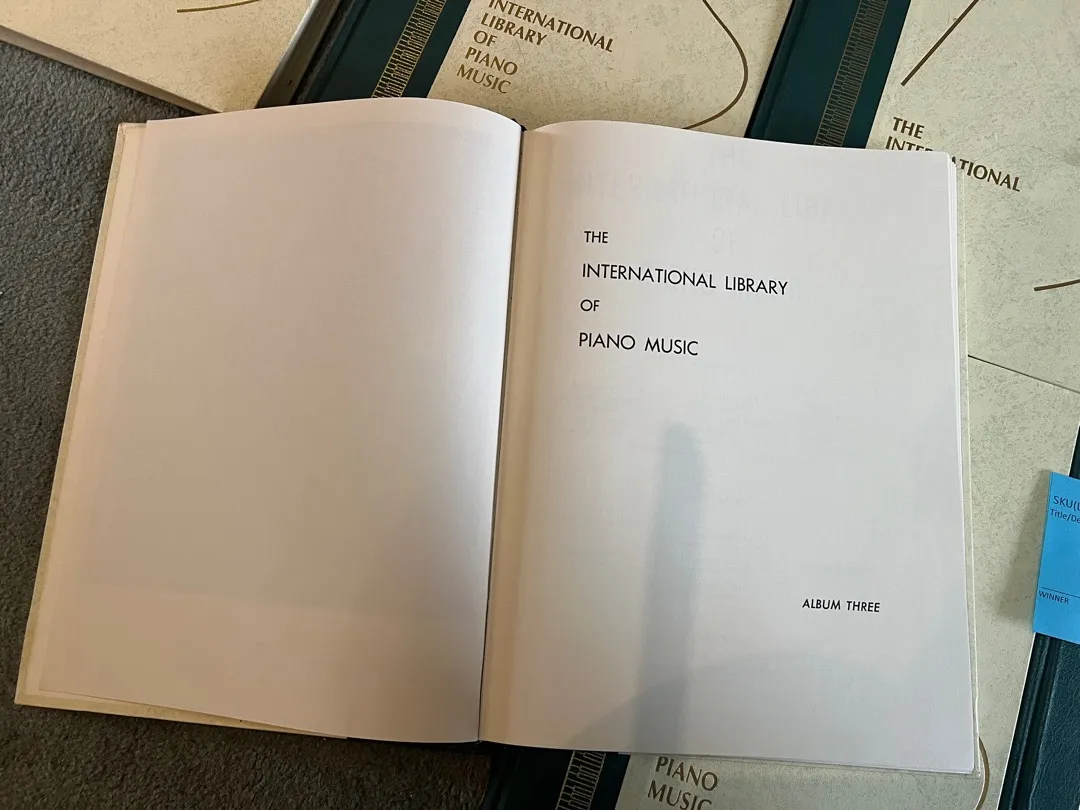 INTERNATIONAL
LIBRARY
OF
PIANO
MUSIC
THE
INTERNATIONAL
THE
INTERNATIONAL LIBRARY
OF
PIANO MUSIC
ALBUM THREE
WINNER
PIANO
MUSIC